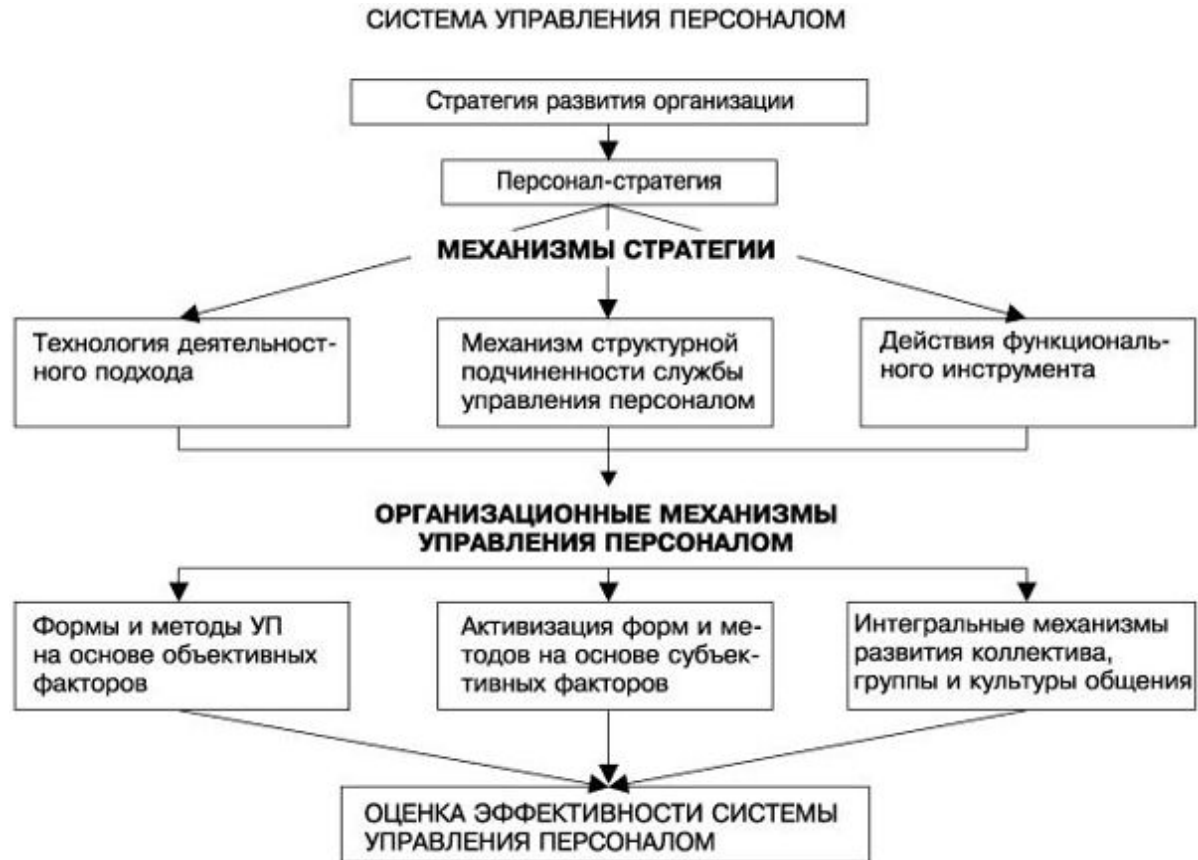 СИСТЕМА УПРАВЛЕНИЯ ПЕРСОНАЛОМ
Стратегия развития организации
Персонал-стратегия
МЕХАНИЗМЫ СТРАТЕГИИ
Технология деятельност-
ного подхода
Механизм структурной
подчиненности службы
управления персоналом
Действия функциональ-
ного инструмента
ОРГАНИЗАЦИОННЫЕ МЕХАНИЗМЫ
УПРАВЛЕНИЯ ПЕРСОНАЛОМ
Формы и методы УП
на основе объективных
факторов
Активизация форм и ме-
тодов на основе субъек-
тивных факторов
Интегральные механизмы
развития коллектива,
группы и культуры общения
ОЦЕНКА ЭФФЕКТИВНОСТИ СИСТЕМЫ
УПРАВЛЕНИЯ ПЕРСОНАЛОМ